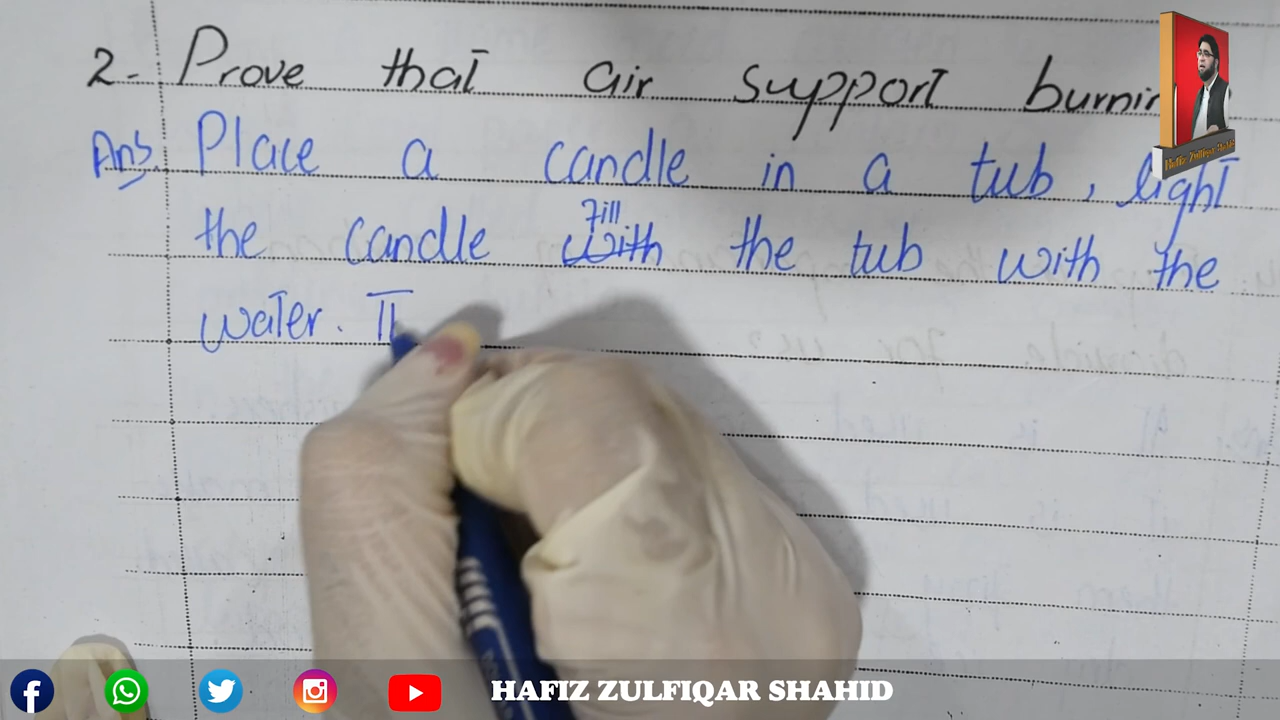 2. Prove that air support burnin
Ans. Place a candle in a tub, light
fill
the candle with the tub with the
water. T
HAFIZ ZULFIQAR SHAHID